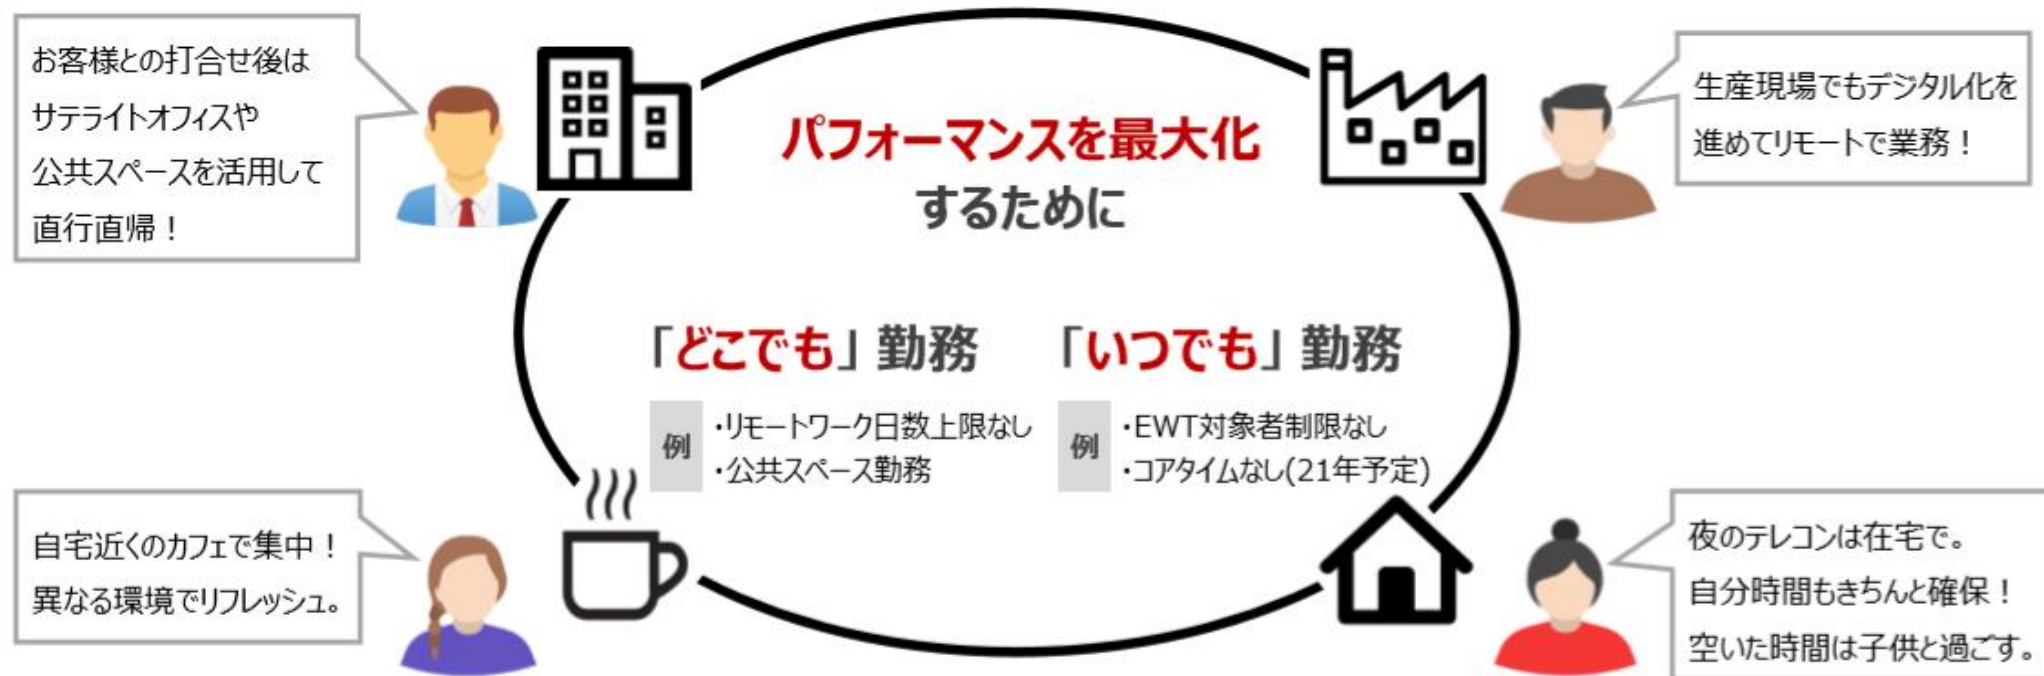 お客様との打合せ後は
サテライトオフィスや
公共スペースを活用して
直行直帰！
パフォーマンスを最大化
するために
生産現場でもデジタル化を
進めてリモートで業務！
「どこでも」勤務
例
・リモートワーク日数上限なし
・公共スペース勤務
「いつでも」勤務
例
・EWT対象者制限なし
・コアタイムなし(21年予定)
自宅近くのカフェで集中！
異なる環境でリフレッシュ。
夜のテレコンは在宅で。
自分時間もきちんと確保！
空いた時間は子供と過ごす。